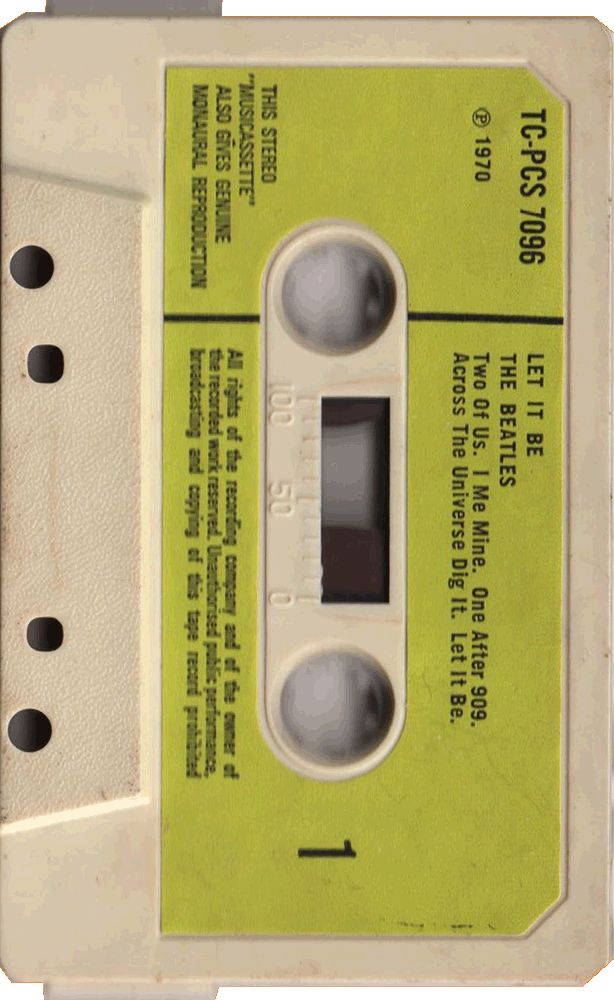 TC-PCS 7096
℗ 1970
THIS STEREO
"MUSICASSETTE"
ALSO GIVES GENUINE
MONAURAL REPRODUCTION
LET IT BE
THE BEATLES
Two Of Us. I Me Mine. One After 909.
Across The Universe Dig It. Let It Be.
100 50 0
All rights of the recording company and of the owner of
the recorded work reserved. Unauthorised public performance,
broadcasting and copying of this tape record prohibited
1